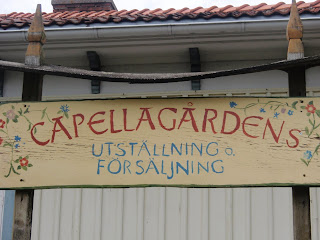 CAPELLAGÅRDENS
UTSTÄLLNING O.
FÖRSÄLJNING